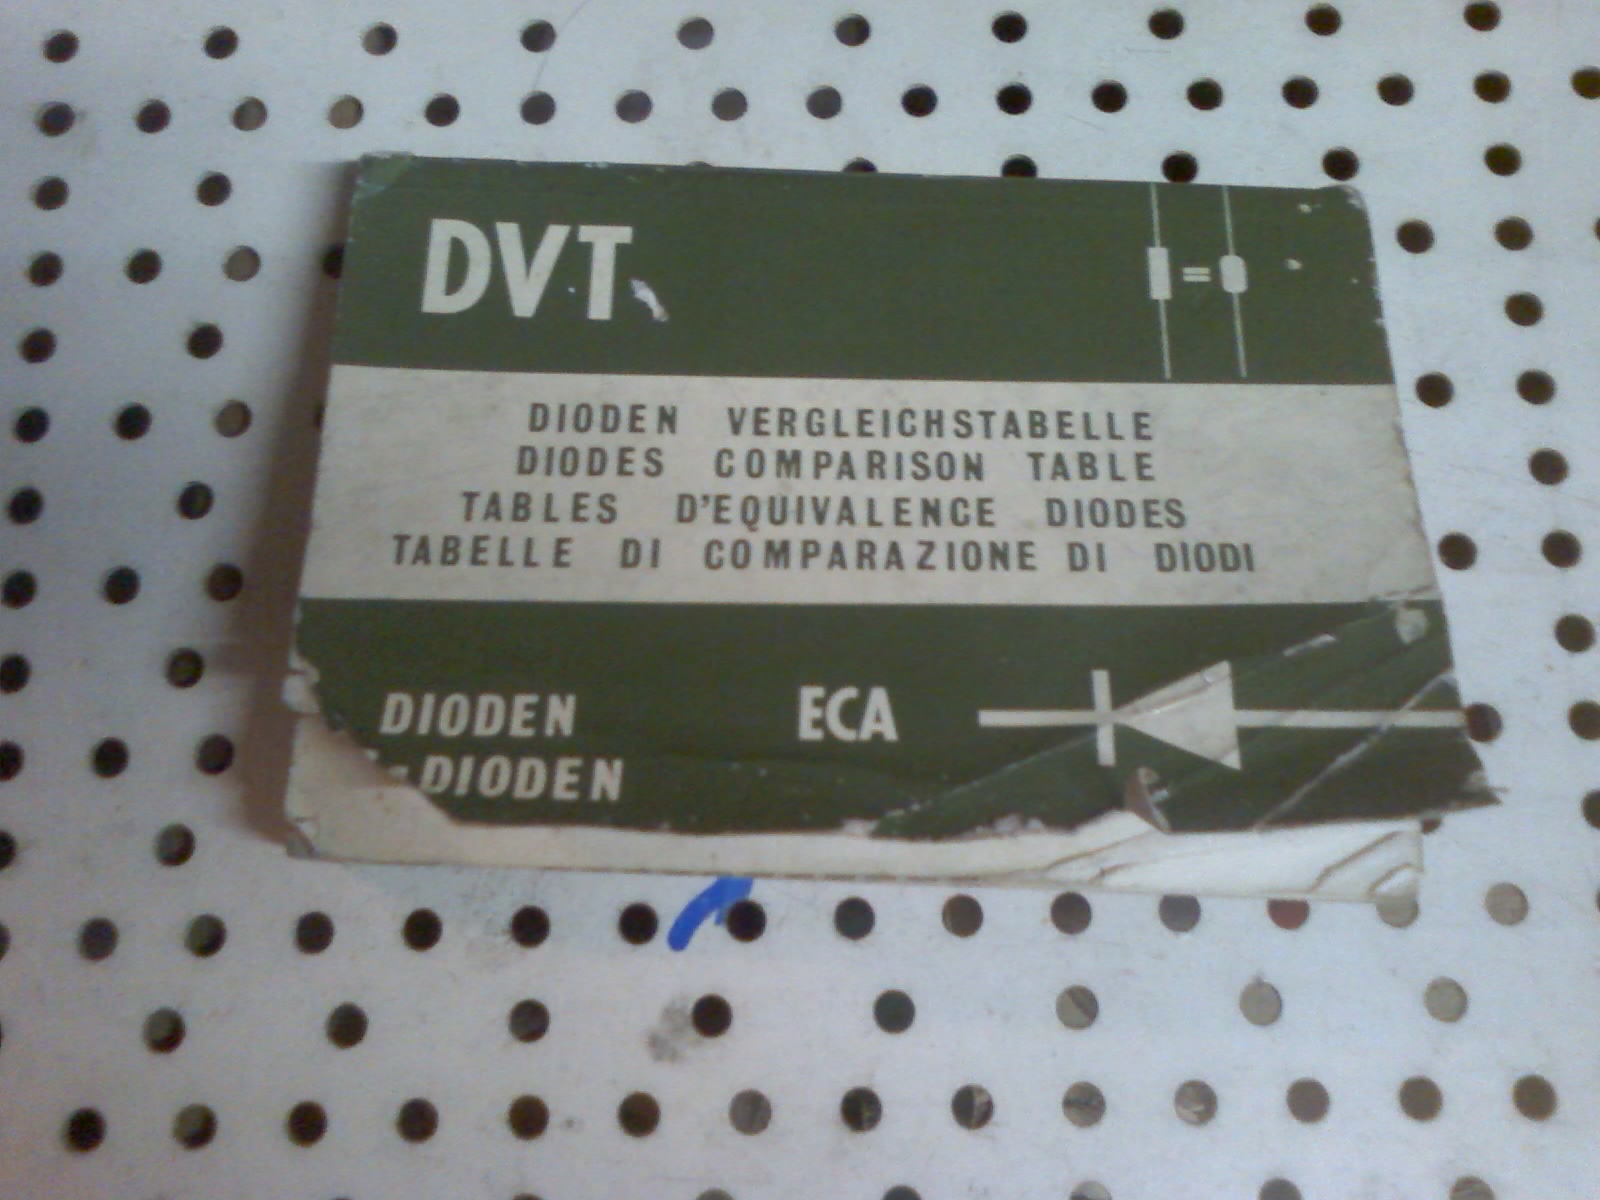 DVT
DIODEN VERGLEICHSTABELLE
DIODES COMPARISON TABLE
TABLES D'EQUIVALENCE DIODES
TABELLE DI COMPARAZIONE DI DIODI
DIODEN
ECA
-DIODEN